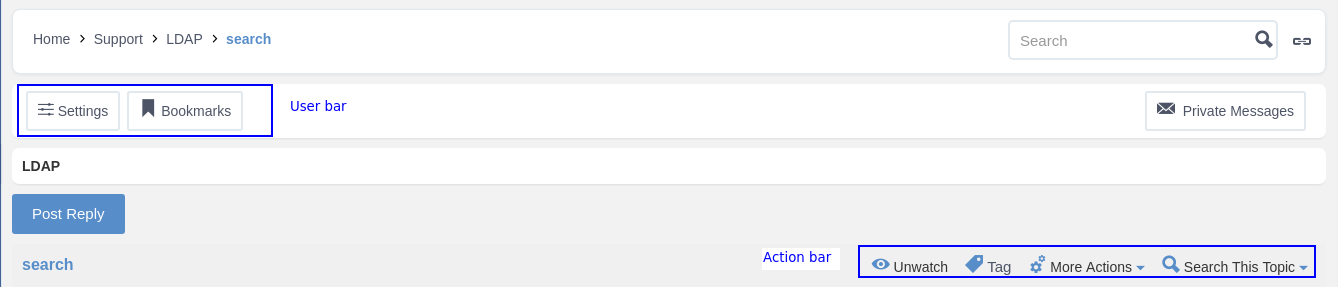 Home > Support > LDAP > search
Search
Settings
Bookmarks
User bar
Private Messages
LDAP
Post Reply
search
Action bar
Unwatch
Tag
More Actions
Search This Topic